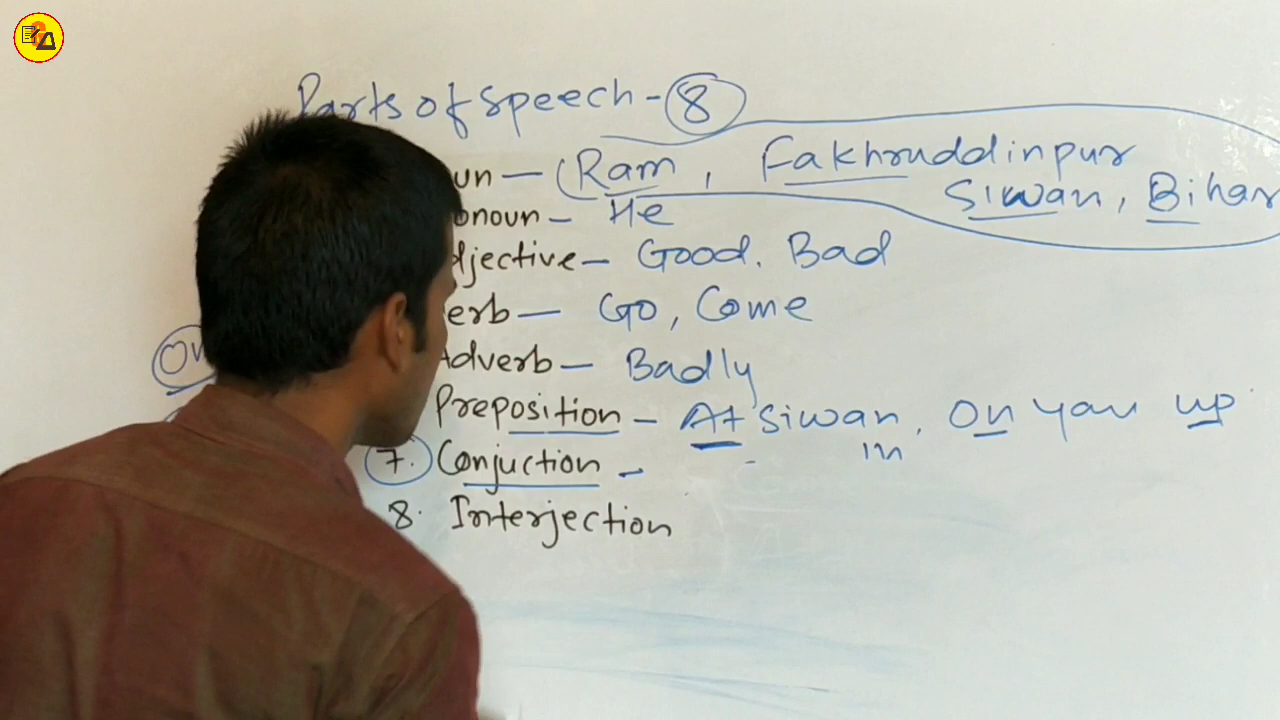 Parts of speech - 8
un — (Ram, Fakhruddinpur
Siwan, Bihar
onoun - He
djective - Good. Bad
erb — Go, Come
On
Adverb - Badly
Preposition - At Siwan, On you up
in
7. Conjuction -
8. Interjection